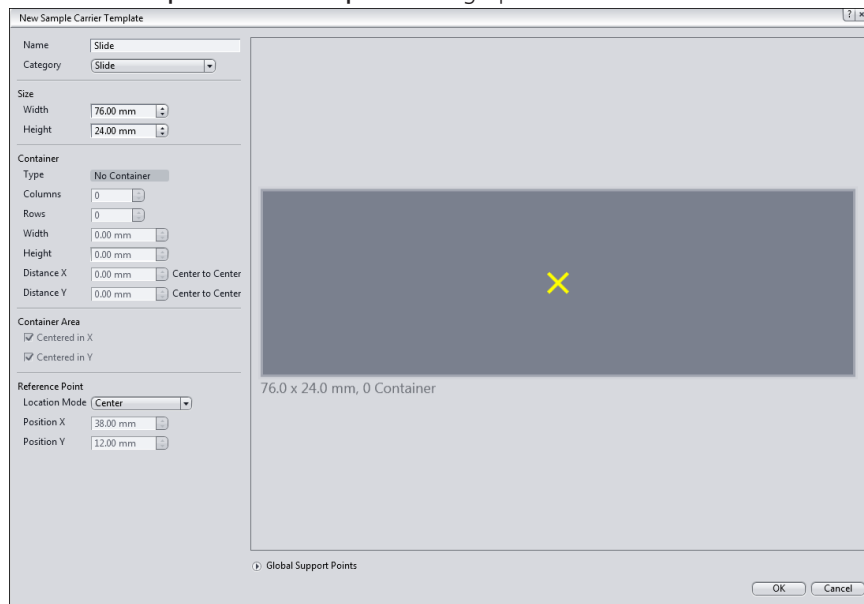 New Sample Carrier Template
Name Slide
Category Slide
Size
Width 76.00 mm
Height 24.00 mm
Container
Type No Container
Columns 0
Rows 0
Width 0.00 mm
Height 0.00 mm
Distance X 0.00 mm Center to Center
Distance Y 0.00 mm Center to Center
Container Area
Centered in X
Centered in Y
Reference Point
Location Mode Center
Position X 38.00 mm
Position Y 12.00 mm
76.0 x 24.0 mm, 0 Container
Global Support Points
OK Cancel